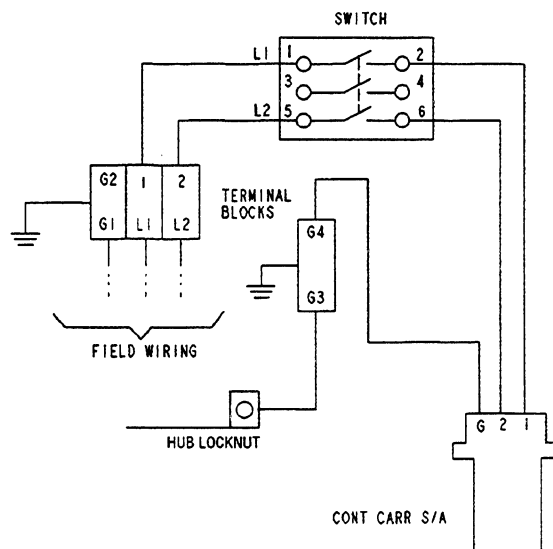 SWITCH
L1 1 2
3 4
L2 5 6
G2 1 2
G1 L1 L2
TERMINAL
BLOCKS
G4
G3
FIELD WIRING
HUB LOCKNUT
G 2 1
CONT CARR S/A